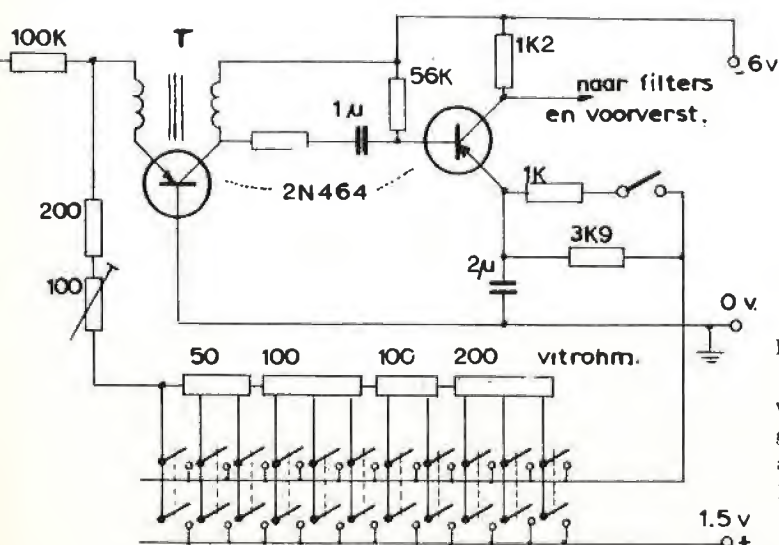 100K
T
1K2
56K
6v
-
naar filters
en voorverst.
1µ
2N464
1K
200
3K9
100
2µ
0 v.
50 100 100 200 vitrohm.
1.5 v
+